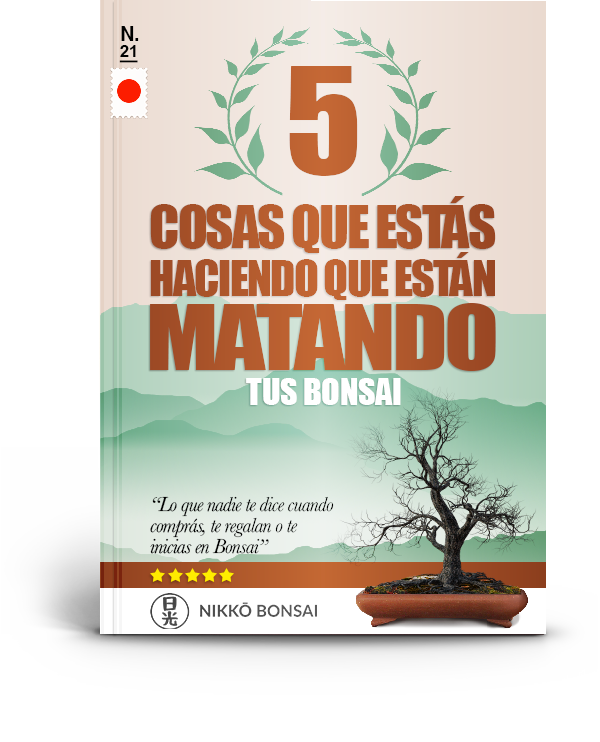 N.
21
5
COSAS QUE ESTÁS
HACIENDO QUE ESTÁN
MATANDO
TUS BONSAI
“Lo que nadie te dice cuando
comprás, te regalan o te
inicias en Bonsai”
日光
NIKKŌ BONSAI